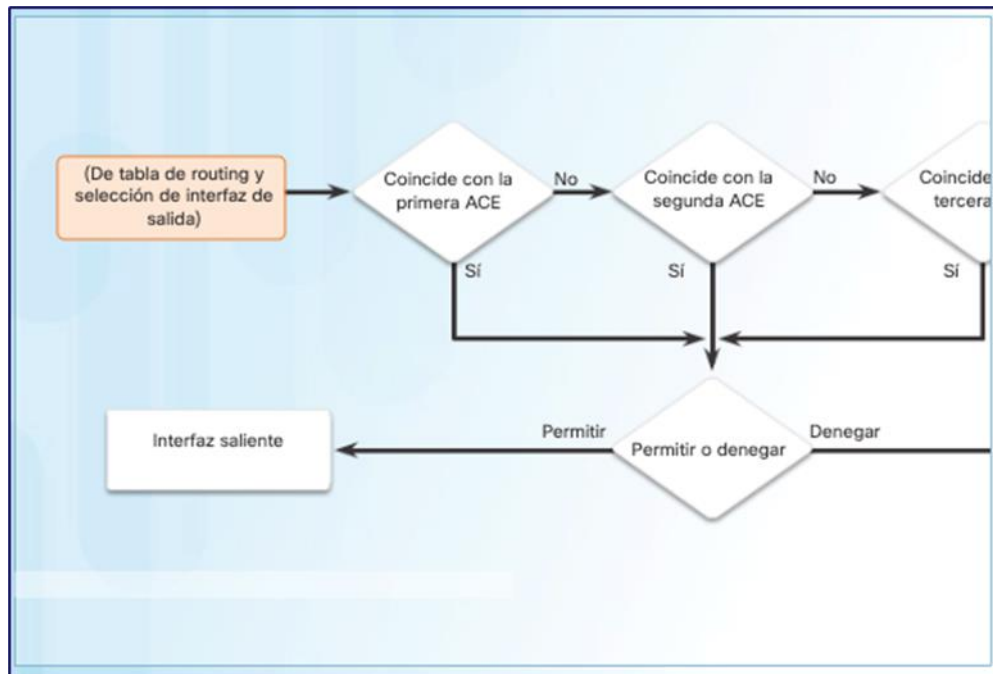 (De tabla de routing y
selección de interfaz de
salida)
Coincide con la
primera ACE
No
Coincide con la
segunda ACE
No
Coincide
tercera
Sí
Sí
Sí
Interfaz saliente
Permitir
Permitir o denegar
Denegar